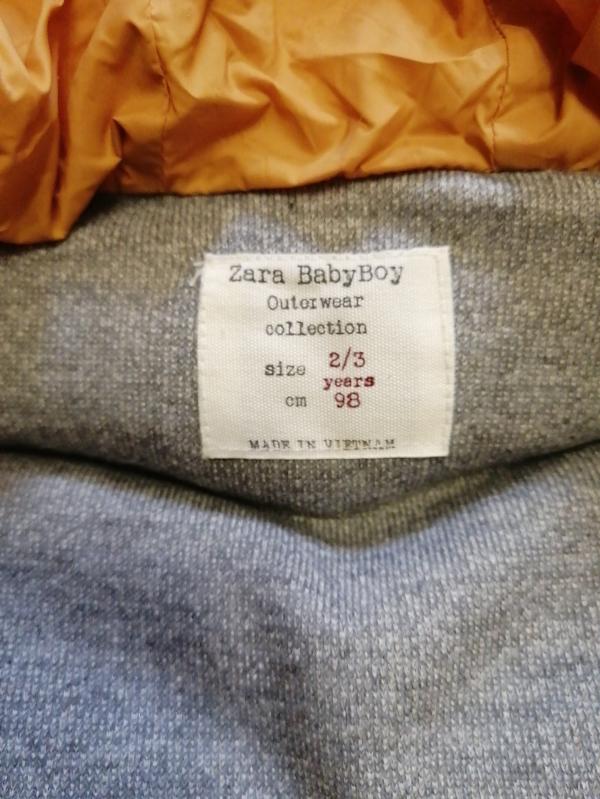 Zara BabyBoy
Outerwear
collection
size 2/3
years
cm 98
MADE IN VIETNAM